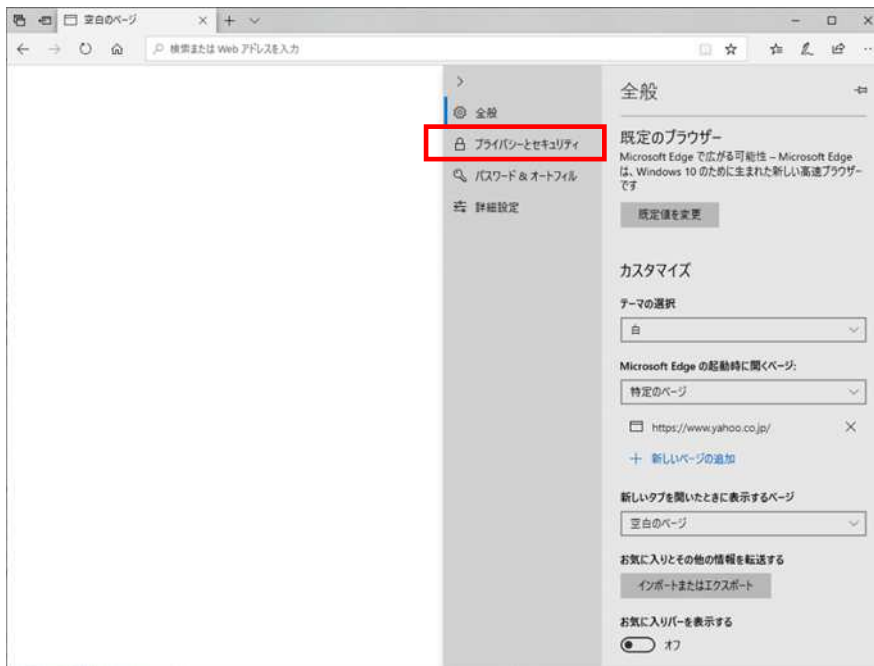 空白のページ
検索または Web アドレスを入力
全般
プライバシーとセキュリティ
パスワード & オートフィル
詳細設定
全般
既定のブラウザー
Microsoft Edge で広がる可能性 – Microsoft Edge
は、Windows 10 のために生まれた新しい高速ブラウザー
です
既定値を変更
カスタマイズ
テーマの選択
白
Microsoft Edge の起動時に開くページ:
特定のページ
https://www.yahoo.co.jp/
新しいページの追加
新しいタブを開いたときに表示するページ
空白のページ
お気に入りとその他の情報を転送する
インポートまたはエクスポート
お気に入りバーを表示する
オフ